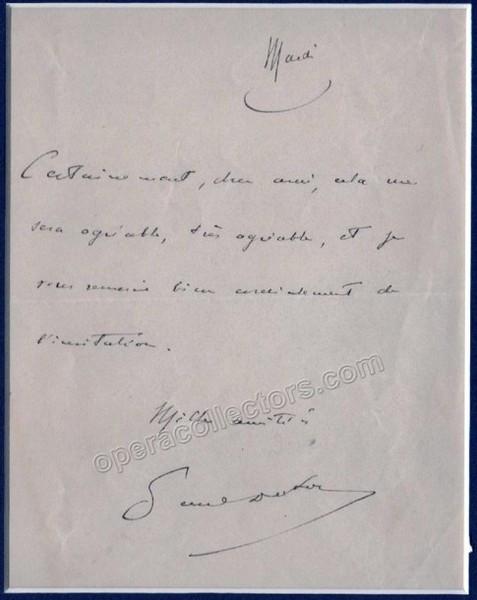 Mardi
Certainement, cher ami, cela me
sera agréable, très agréable, et je
vous remercie bien cordialement de
l'invitation.
Mille amitiés
operacollectors.com
Paul